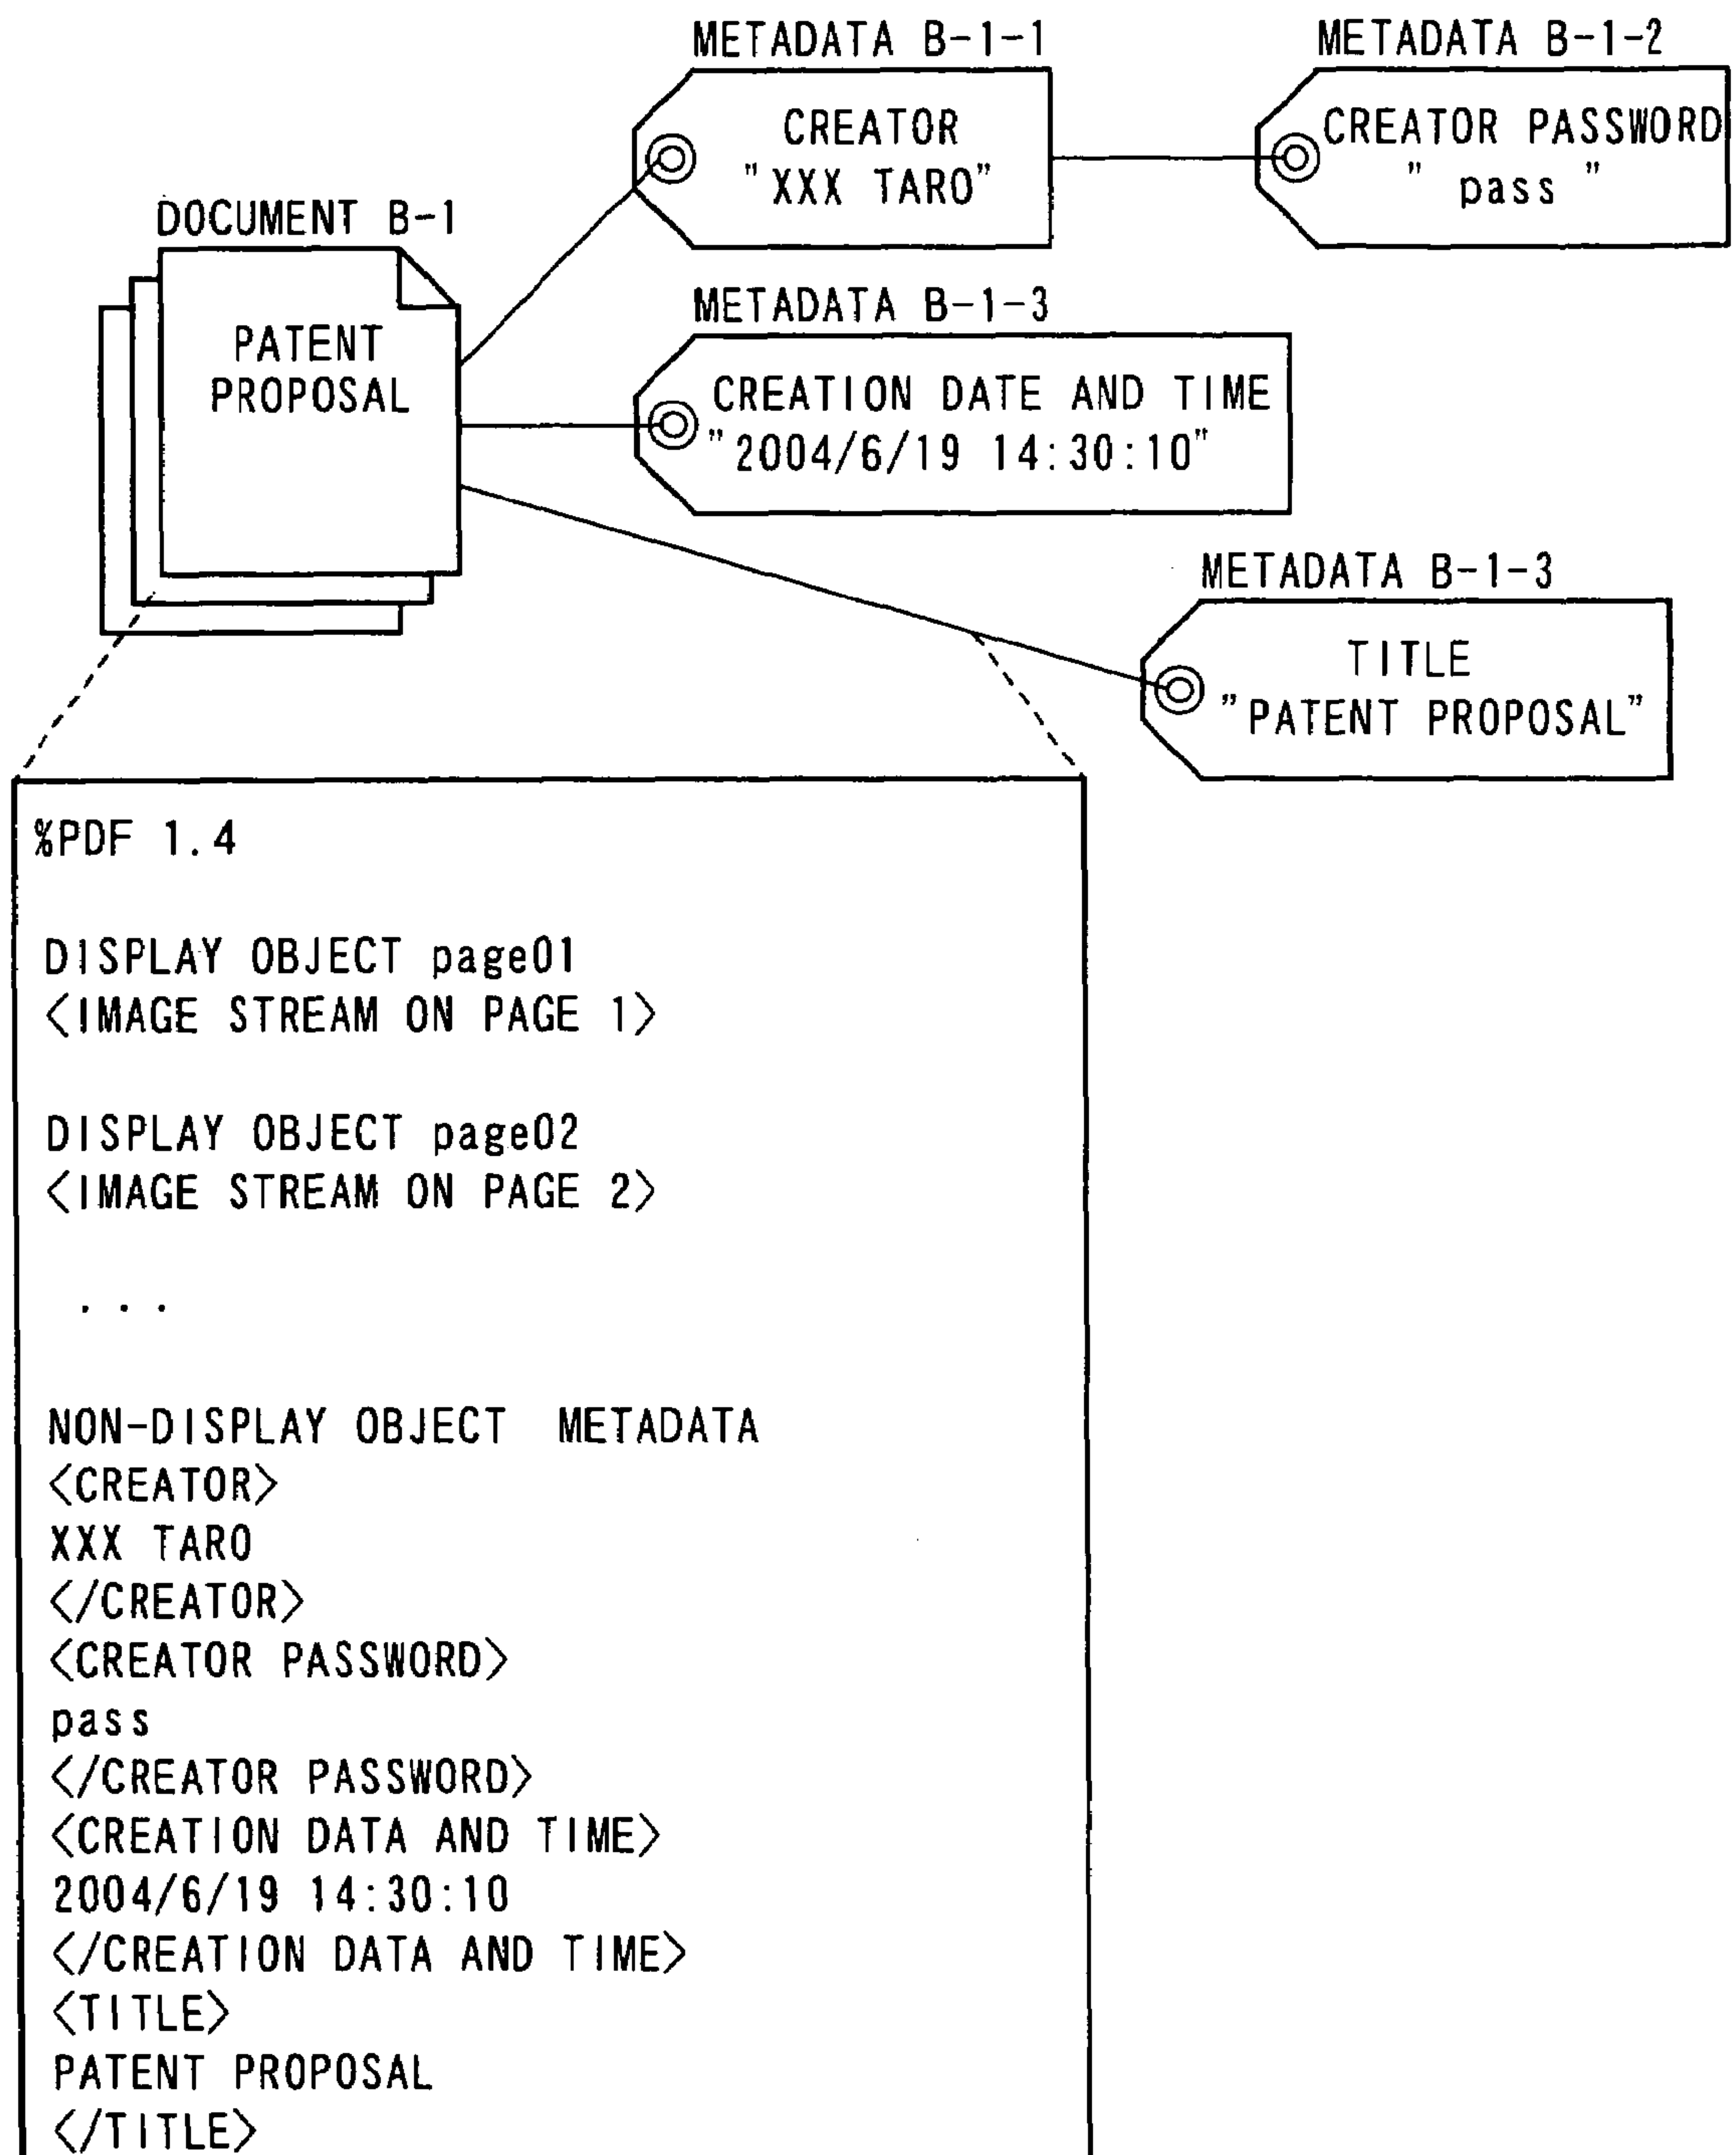 METADATA B-1-1
CREATOR
"XXX TARO"
METADATA B-1-2
CREATOR PASSWORD
" pass "
DOCUMENT B-1
PATENT
PROPOSAL
METADATA B-1-3
CREATION DATE AND TIME
"2004/6/19 14:30:10"
METADATA B-1-3
TITLE
"PATENT PROPOSAL"
%PDF 1.4
DISPLAY OBJECT page01
<IMAGE STREAM ON PAGE 1>
DISPLAY OBJECT page02
<IMAGE STREAM ON PAGE 2>
...
NON-DISPLAY OBJECT METADATA
<CREATOR>
XXX TARO
</CREATOR>
<CREATOR PASSWORD>
pass
</CREATOR PASSWORD>
<CREATION DATA AND TIME>
2004/6/19 14:30:10
</CREATION DATA AND TIME>
<TITLE>
PATENT PROPOSAL
</TITLE>